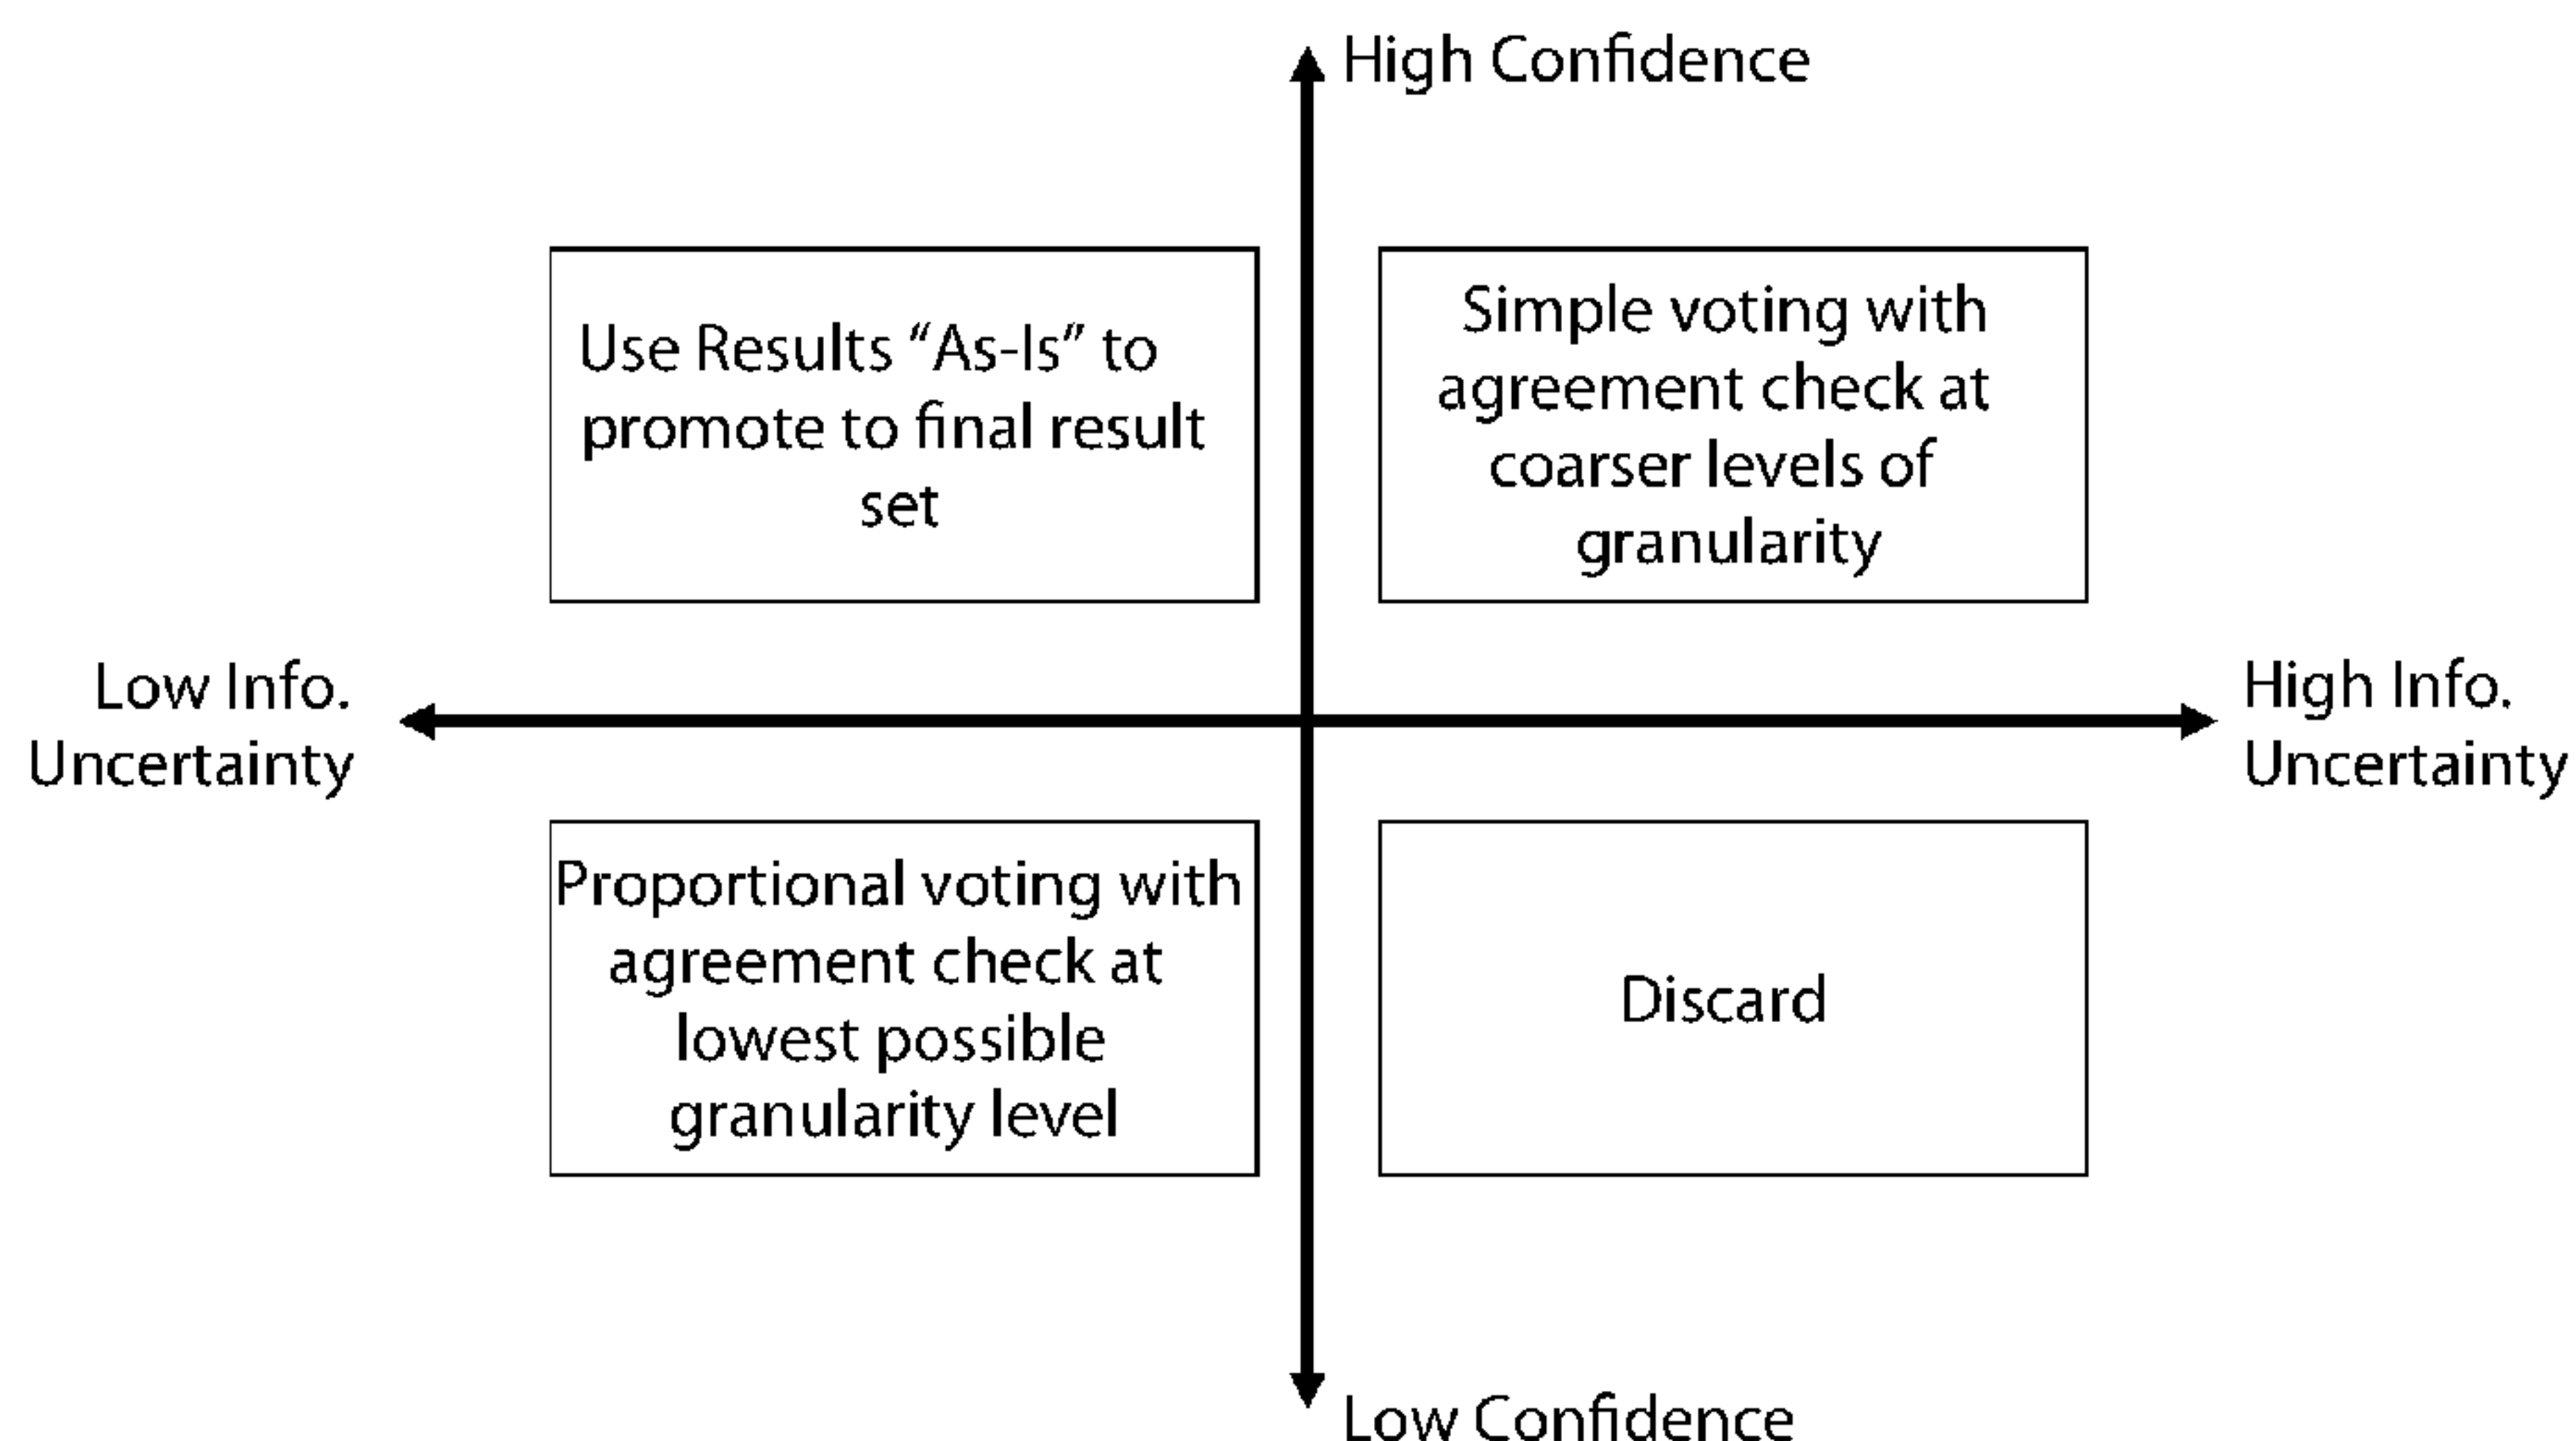 High Confidence
Use Results “As-Is” to
promote to final result
set
Simple voting with
agreement check at
coarser levels of
granularity
Low Info.
Uncertainty
High Info.
Uncertainty
Proportional voting with
agreement check at
lowest possible
granularity level
Discard
Low Confidence